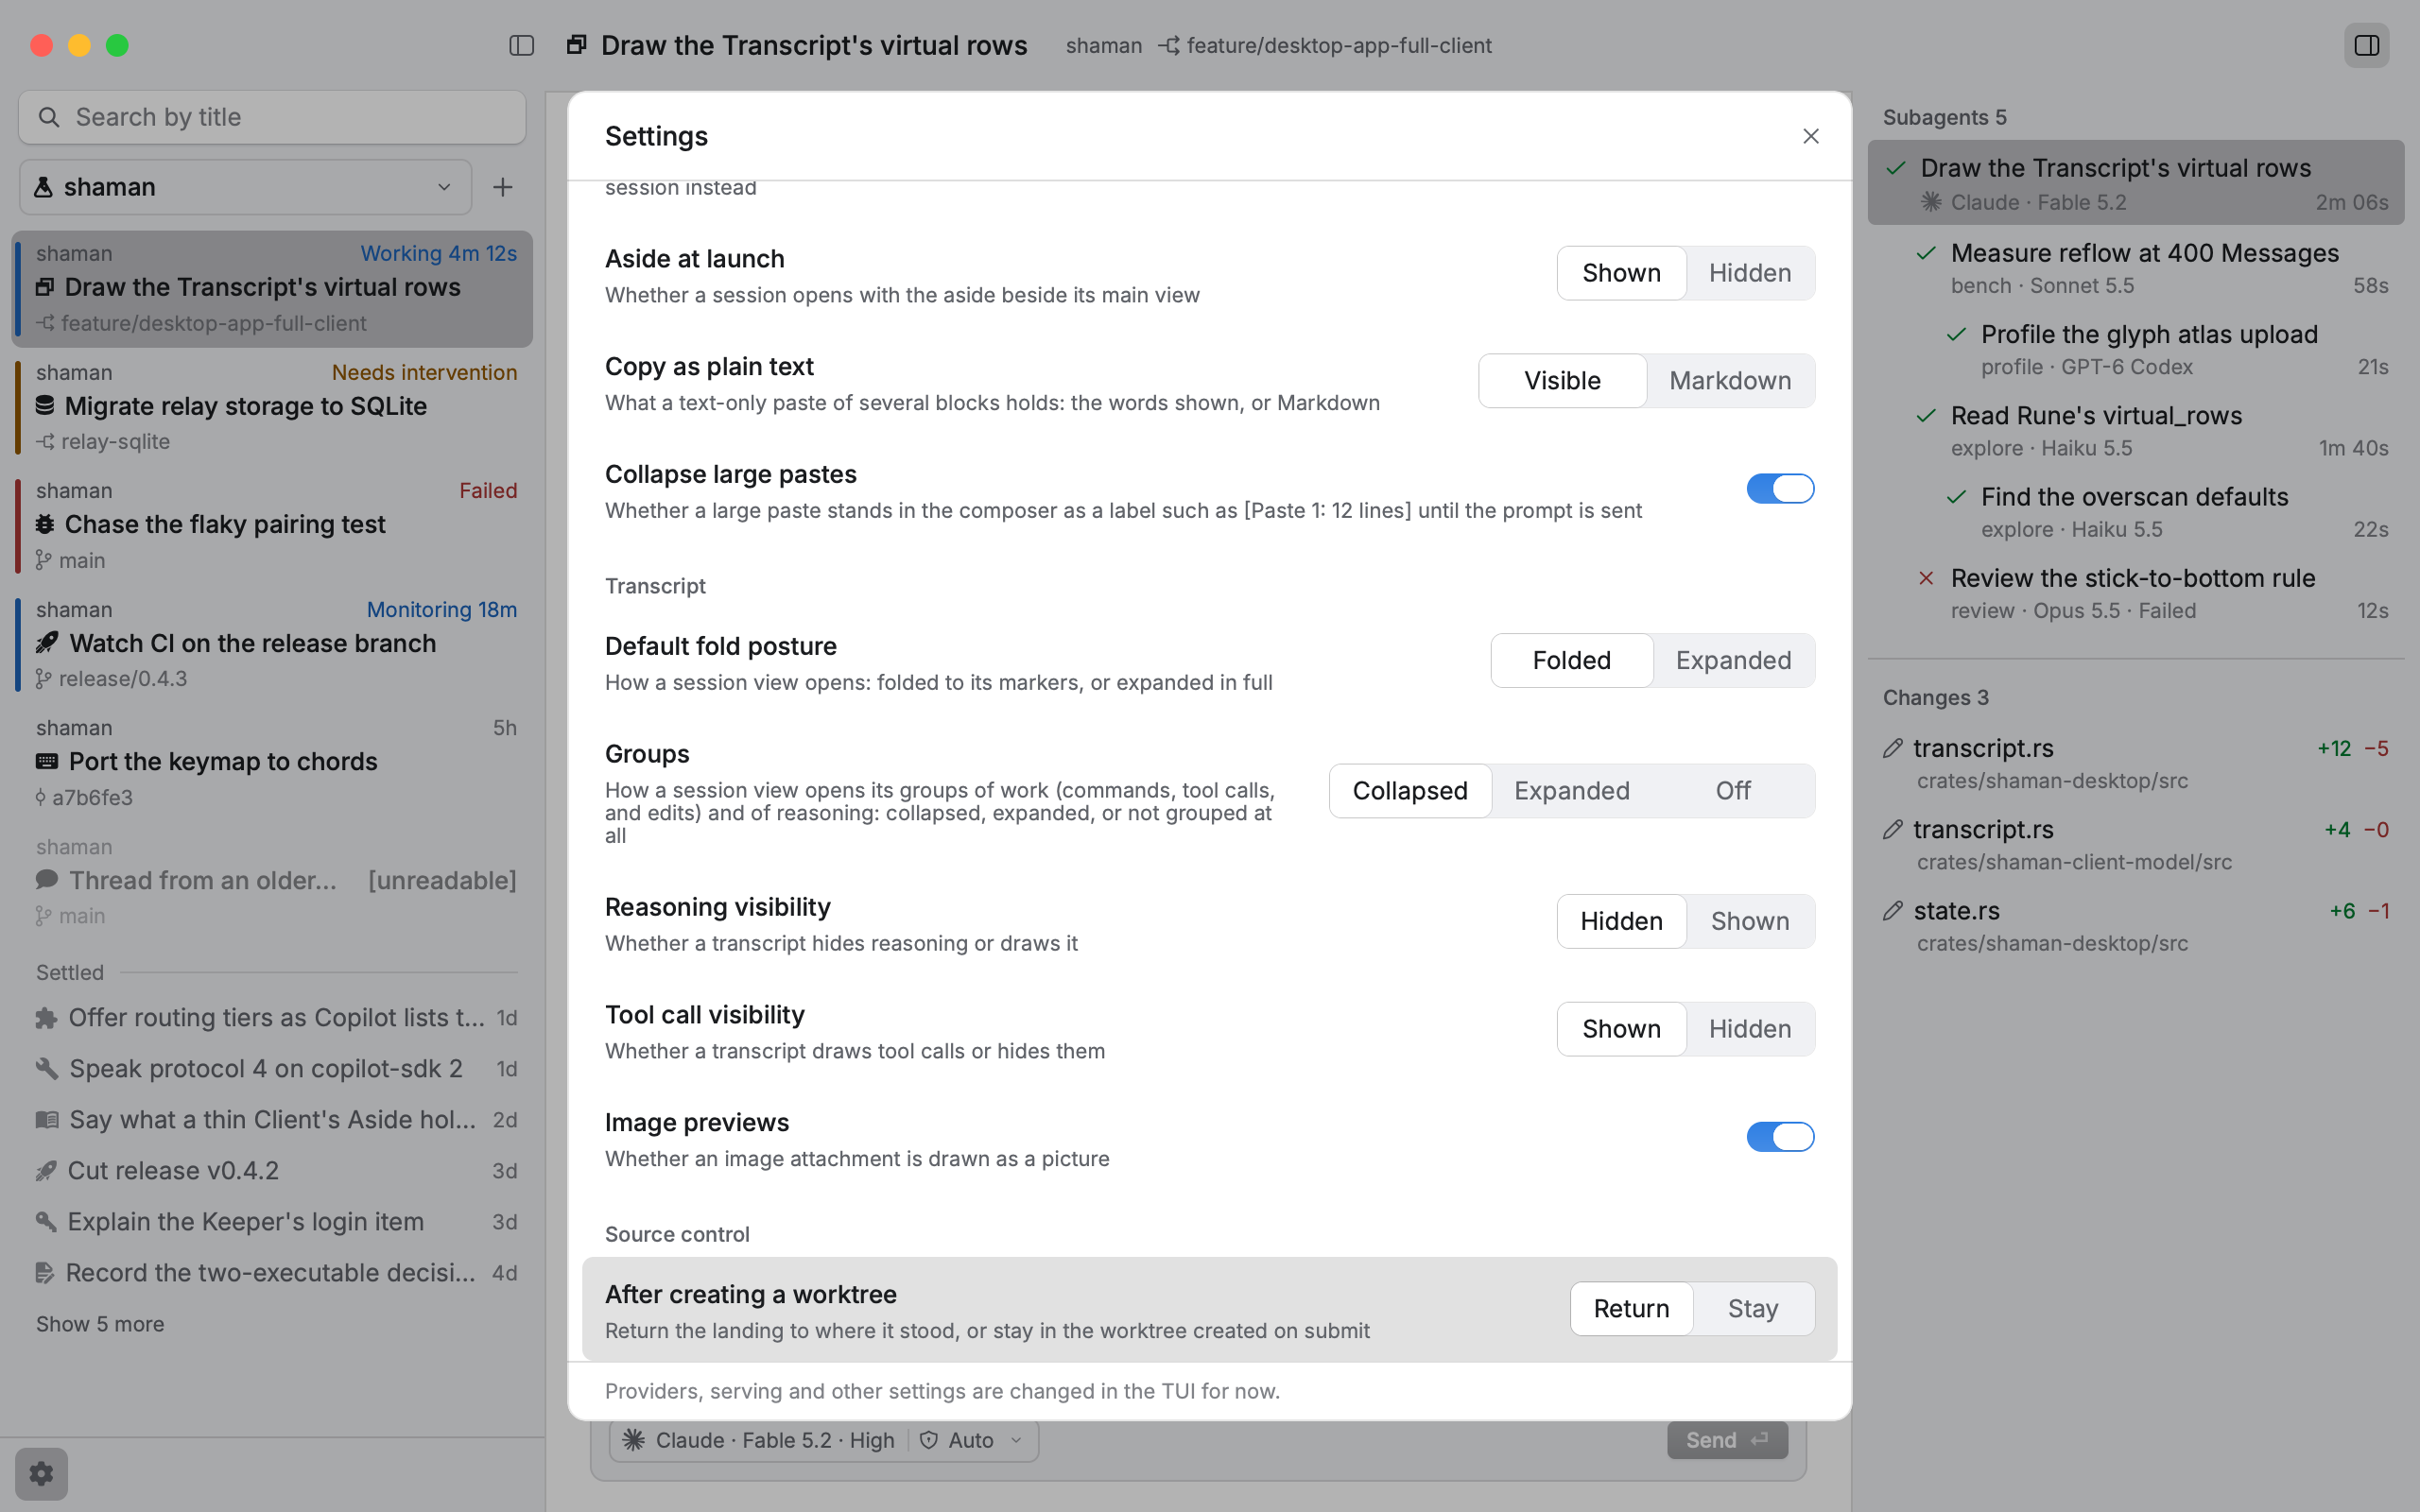 Draw the Transcript's virtual rows shaman feature/desktop-app-full-client
Search by title
shaman
shaman Working 4m 12s
Draw the Transcript's virtual rows
feature/desktop-app-full-client
shaman Needs intervention
Migrate relay storage to SQLite
relay-sqlite
shaman Failed
Chase the flaky pairing test
main
shaman Monitoring 18m
Watch CI on the release branch
release/0.4.3
shaman 5h
Port the keymap to chords
a7b6fe3
shaman
Thread from an older... [unreadable]
main
Settled
Offer routing tiers as Copilot lists t... 1d
Speak protocol 4 on copilot-sdk 2 1d
Say what a thin Client's Aside hol... 2d
Cut release v0.4.2 3d
Explain the Keeper's login item 3d
Record the two-executable decisi... 4d
Show 5 more
Settings
session instead
Aside at launch
Whether a session opens with the aside beside its main view
Shown Hidden
Copy as plain text
What a text-only paste of several blocks holds: the words shown, or Markdown
Visible Markdown
Collapse large pastes
Whether a large paste stands in the composer as a label such as [Paste 1: 12 lines] until the prompt is sent
Transcript
Default fold posture
How a session view opens: folded to its markers, or expanded in full
Folded Expanded
Groups
How a session view opens its groups of work (commands, tool calls,
and edits) and of reasoning: collapsed, expanded, or not grouped at
all
Collapsed Expanded Off
Reasoning visibility
Whether a transcript hides reasoning or draws it
Hidden Shown
Tool call visibility
Whether a transcript draws tool calls or hides them
Shown Hidden
Image previews
Whether an image attachment is drawn as a picture
Source control
After creating a worktree
Return the landing to where it stood, or stay in the worktree created on submit
Return Stay
Providers, serving and other settings are changed in the TUI for now.
Claude · Fable 5.2 · High Auto Send
Subagents 5
Draw the Transcript's virtual rows
Claude · Fable 5.2 2m 06s
Measure reflow at 400 Messages
bench · Sonnet 5.5 58s
Profile the glyph atlas upload
profile · GPT-6 Codex 21s
Read Rune's virtual_rows
explore · Haiku 5.5 1m 40s
Find the overscan defaults
explore · Haiku 5.5 22s
Review the stick-to-bottom rule
review · Opus 5.5 · Failed 12s
Changes 3
transcript.rs +12 −5
crates/shaman-desktop/src
transcript.rs +4 −0
crates/shaman-client-model/src
state.rs +6 −1
crates/shaman-desktop/src